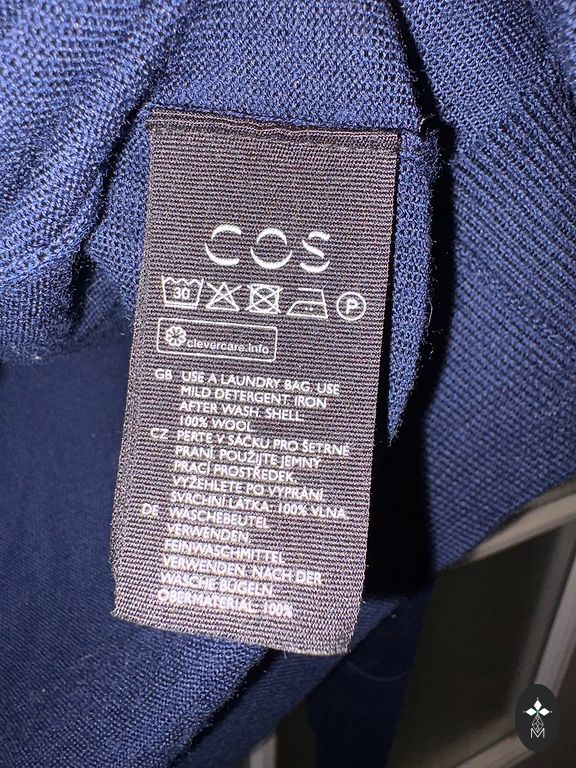 COS
30
P
clevercare.info
GB USE A LAUNDRY BAG. USE
MILD DETERGENT. IRON
AFTER WASH. SHELL:
100% WOOL
CZ PERTE V SÁČKU PRO ŠETRNÉ
PRANÍ. POUŽIJTE JEMNÝ
PRACÍ PROSTŘEDEK.
VYŽEHLETE PO VYPRÁNÍ.
SVRCHNÍ LÁTKA: 100% VLNA
DE WÄSCHEBEUTEL
VERWENDEN.
FEINWASCHMITTEL
VERWENDEN. NACH DER
WÄSCHE BÜGELN.
OBERMATERIAL: 100%
M